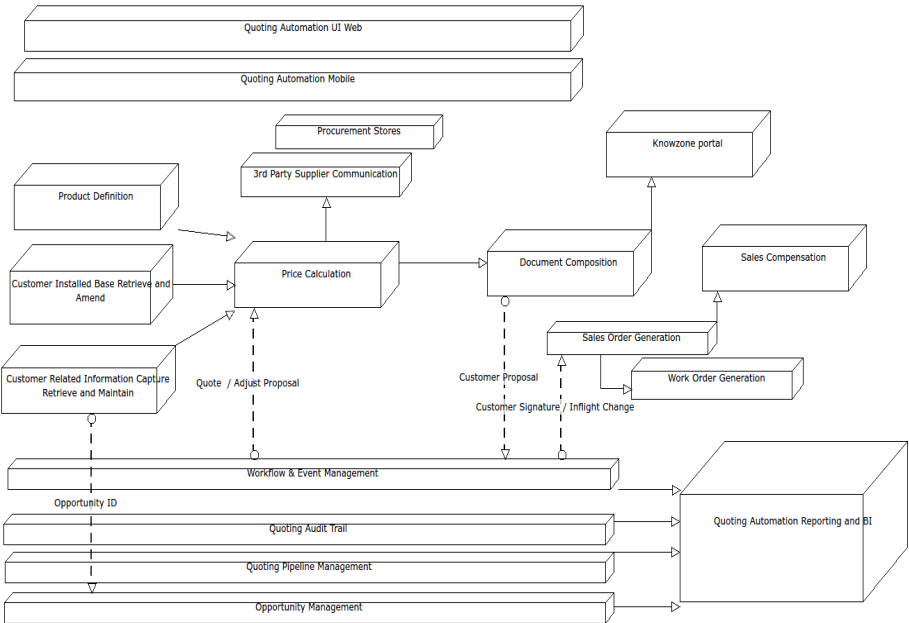 Quoting Automation UI Web
Quoting Automation Mobile
Procurement Stores
Knowzone portal
3rd Party Supplier Communication
Product Definition
Sales Compensation
Document Composition
Price Calculation
Customer Installed Base Retrieve and
Amend
Sales Order Generation
Customer Related Information Capture
Retrieve and Maintain
Quote / Adjust Proposal
Customer Proposal
Work Order Generation
Customer Signature / Inflight Change
Workflow & Event Management
Opportunity ID
Quoting Audit Trail
Quoting Automation Reporting and BI
Quoting Pipeline Management
Opportunity Management